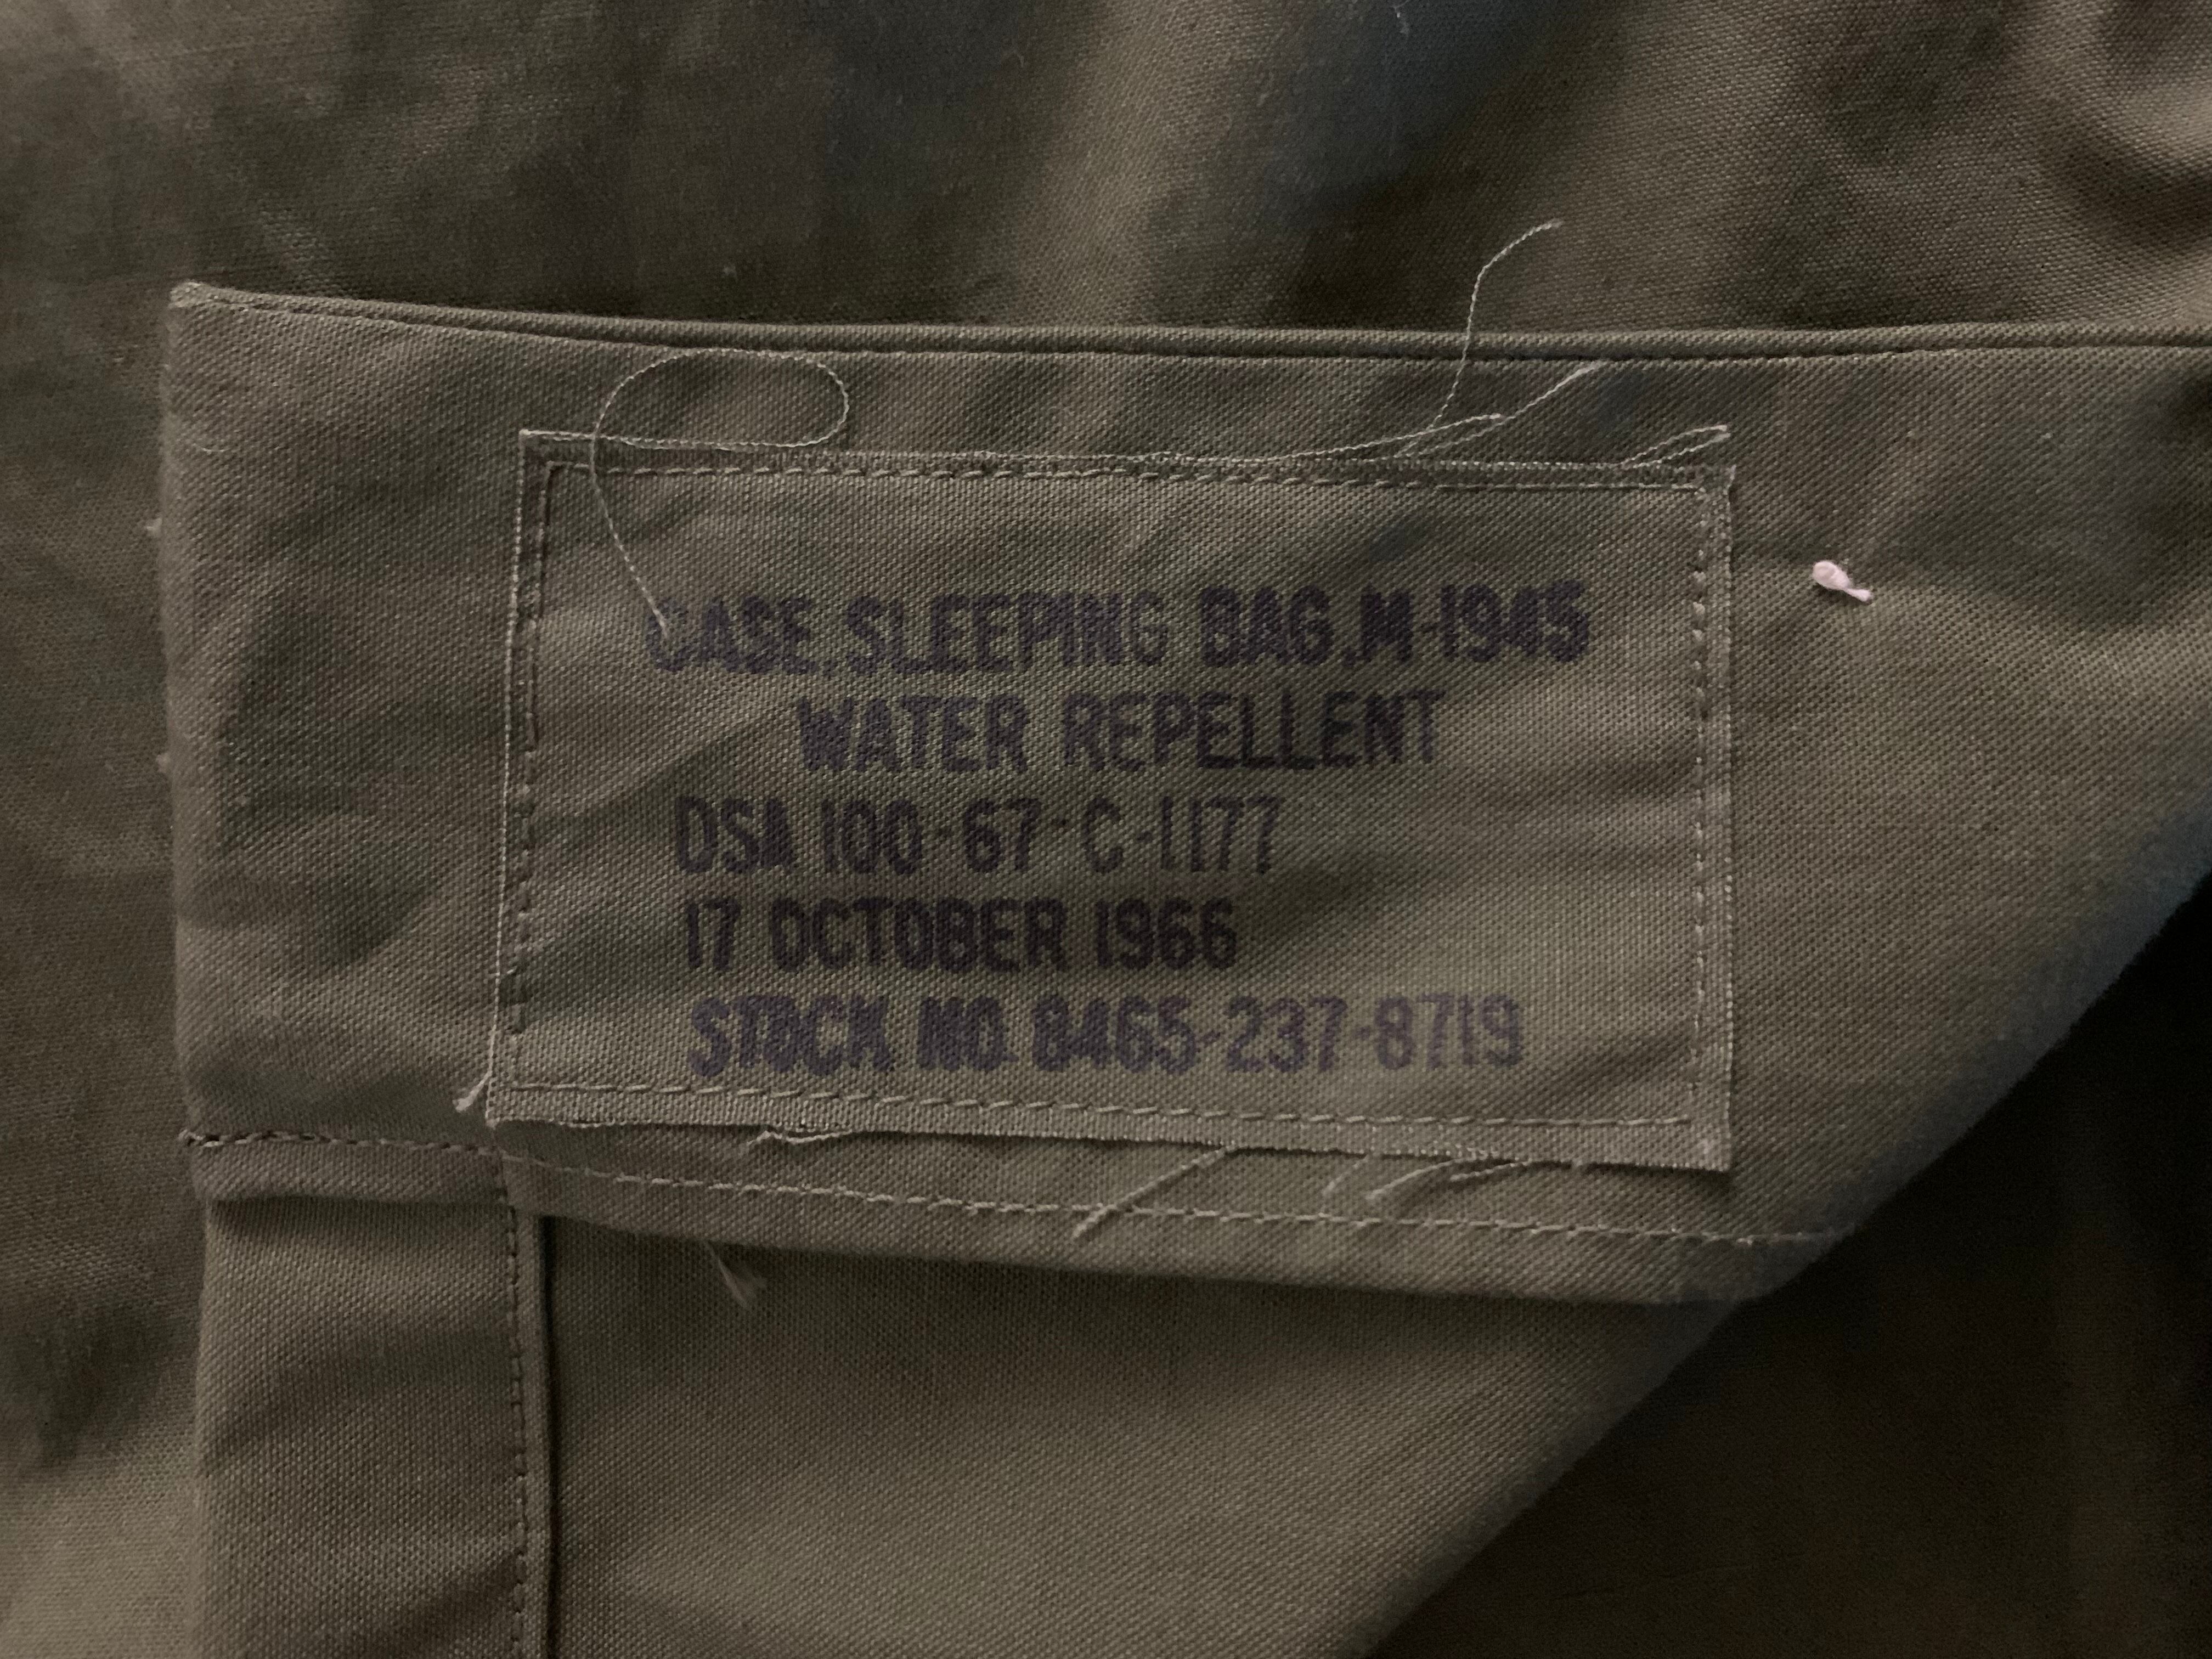 CASE, SLEEPING BAG, M-1945
WATER REPELLENT
DSA 100-67-C-1177
17 OCTOBER 1966
STOCK NO. 8465-237-8719